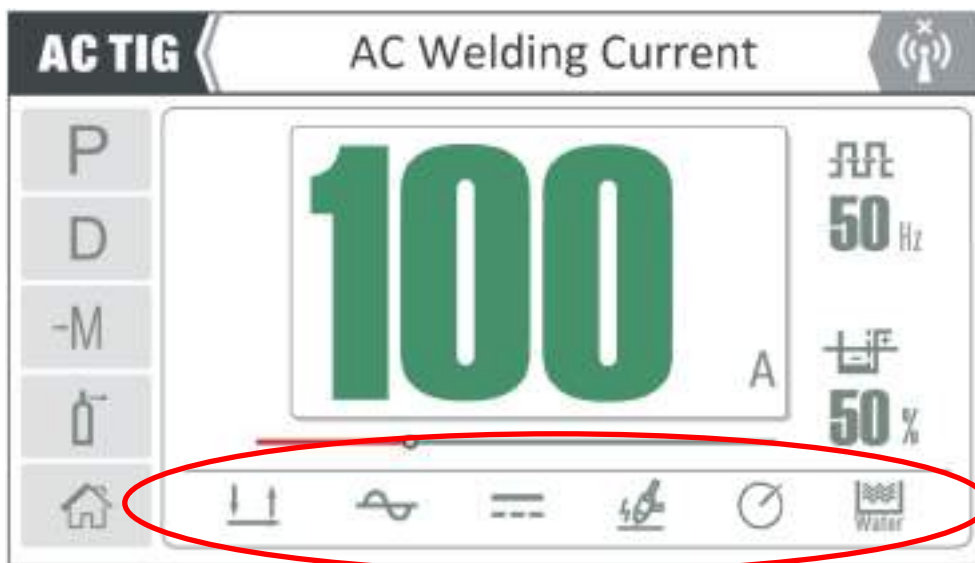 AC TIG
AC Welding Current
P
D
-M
100
A
50 Hz
50 %
Water